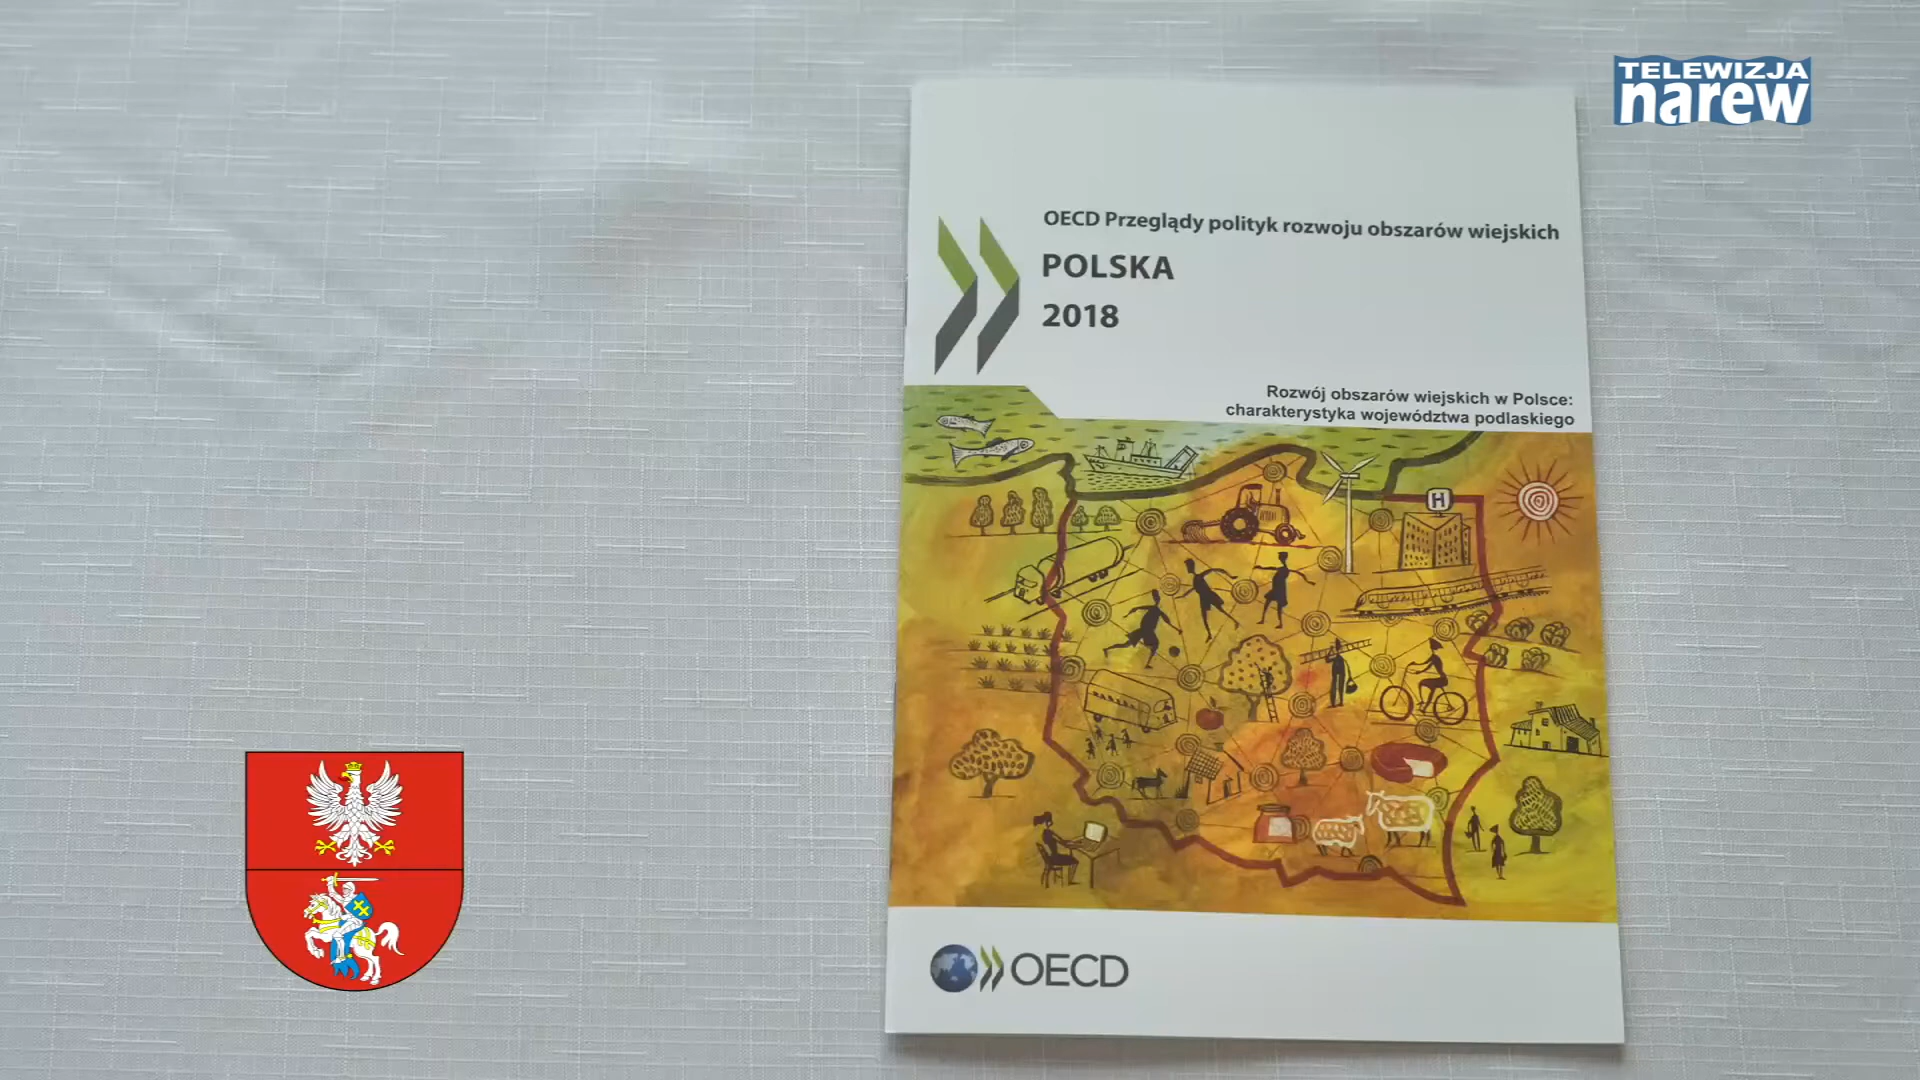 TELEWIZJA
narew
OECD Przeglądy polityk rozwoju obszarów wiejskich
POLSKA
2018
Rozwój obszarów wiejskich w Polsce:
charakterystyka województwa podlaskiego
H
OECD